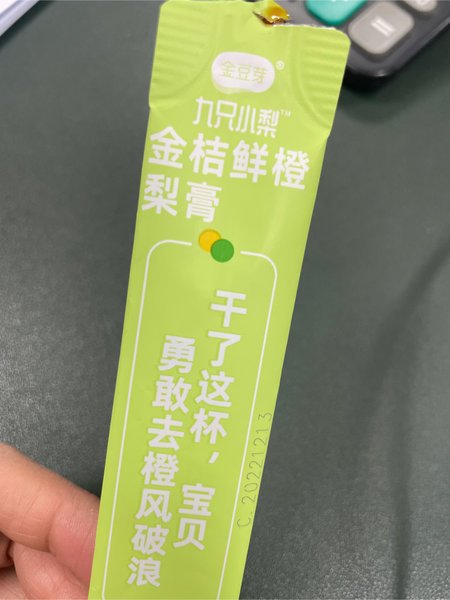 金豆芽®
九只小梨™
金桔鲜橙
梨膏
干了这杯，宝贝
勇敢去橙风破浪
C 20221213